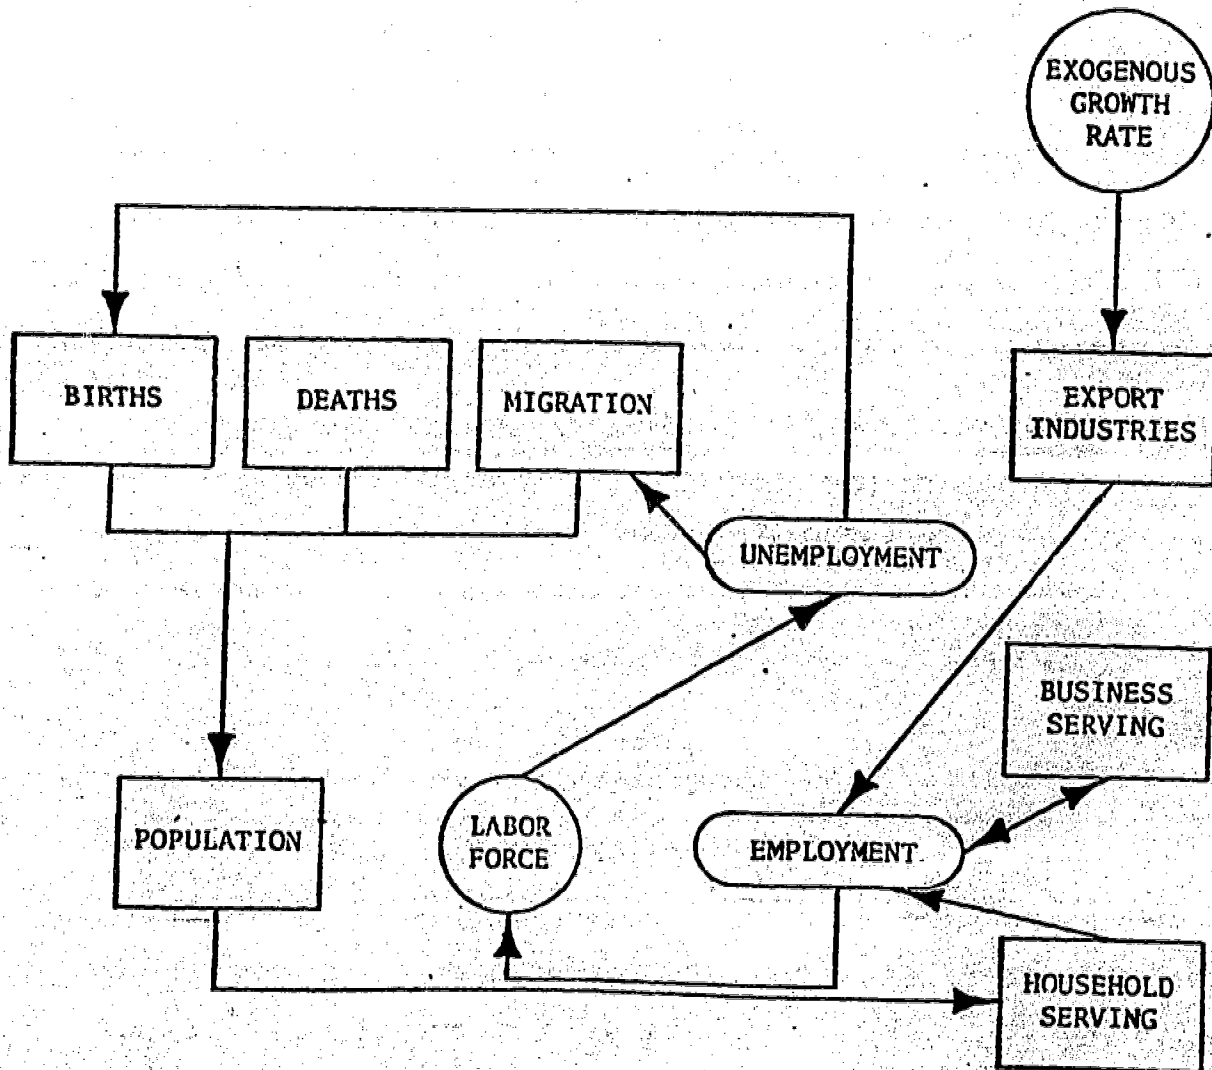 EXOGENOUS
GROWTH
RATE
BIRTHS
DEATHS
MIGRATION
EXPORT
INDUSTRIES
UNEMPLOYMENT
BUSINESS
SERVING
POPULATION
LABOR
FORCE
EMPLOYMENT
HOUSEHOLD
SERVING